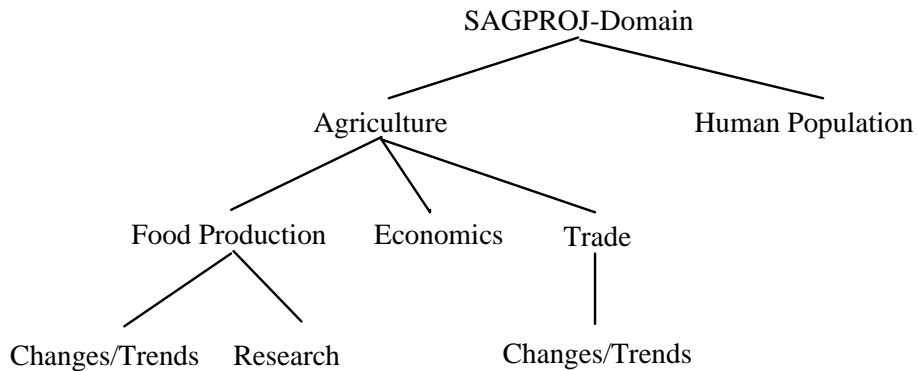 SAGPROJ-Domain
Agriculture Human Population
Food Production Economics Trade
Changes/Trends Research Changes/Trends